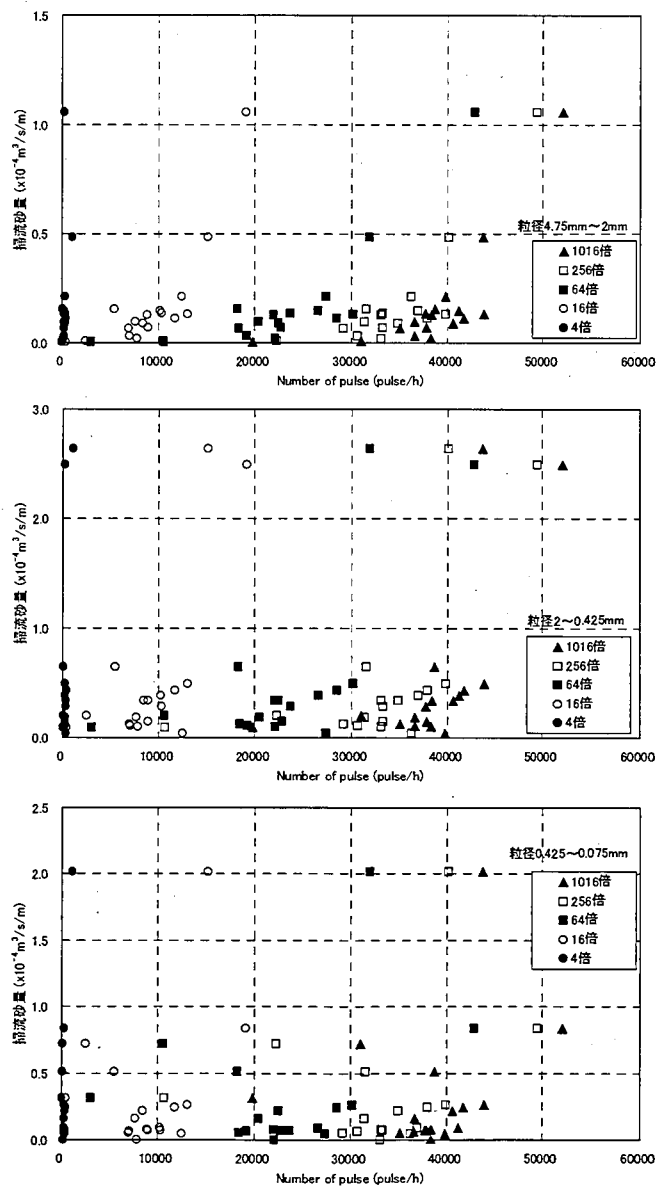 1.5
1.0
0.5
0.0
掃流砂量 (x10⁻⁴m³/s/m)
粒径4.75mm～2mm
▲ 1016倍
□ 256倍
■ 64倍
○ 16倍
● 4倍
0 10000 20000 30000 40000 50000 60000
Number of pulse (pulse/h)
3.0
2.0
1.0
0.0
掃流砂量 (x10⁻⁴m³/s/m)
粒径2～0.425mm
▲ 1016倍
□ 256倍
■ 64倍
○ 16倍
● 4倍
0 10000 20000 30000 40000 50000 60000
Number of pulse (pulse/h)
2.5
2.0
1.5
1.0
0.5
0.0
掃流砂量 (x10⁻⁴m³/s/m)
粒径0.425～0.075mm
▲ 1016倍
□ 256倍
■ 64倍
○ 16倍
● 4倍
0 10000 20000 30000 40000 50000 60000
Number of pulse (pulse/h)